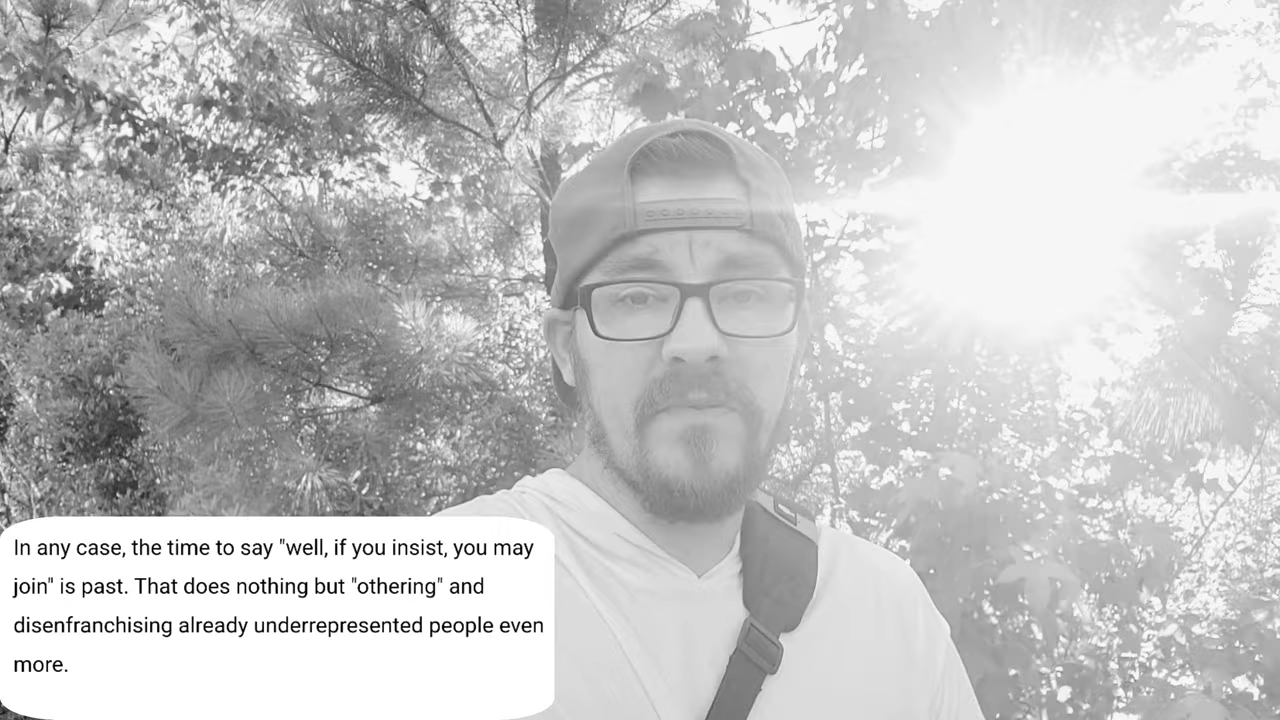 In any case, the time to say "well, if you insist, you may
join" is past. That does nothing but "othering" and
disenfranchising already underrepresented people even
more.